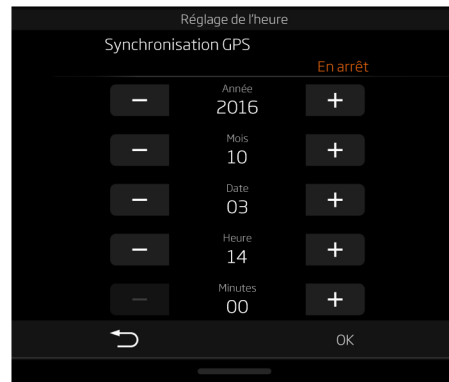 Réglage de l'heure
Synchronisation GPS
En arrêt
Année
2016
Mois
10
Date
03
Heure
14
Minutes
00
OK